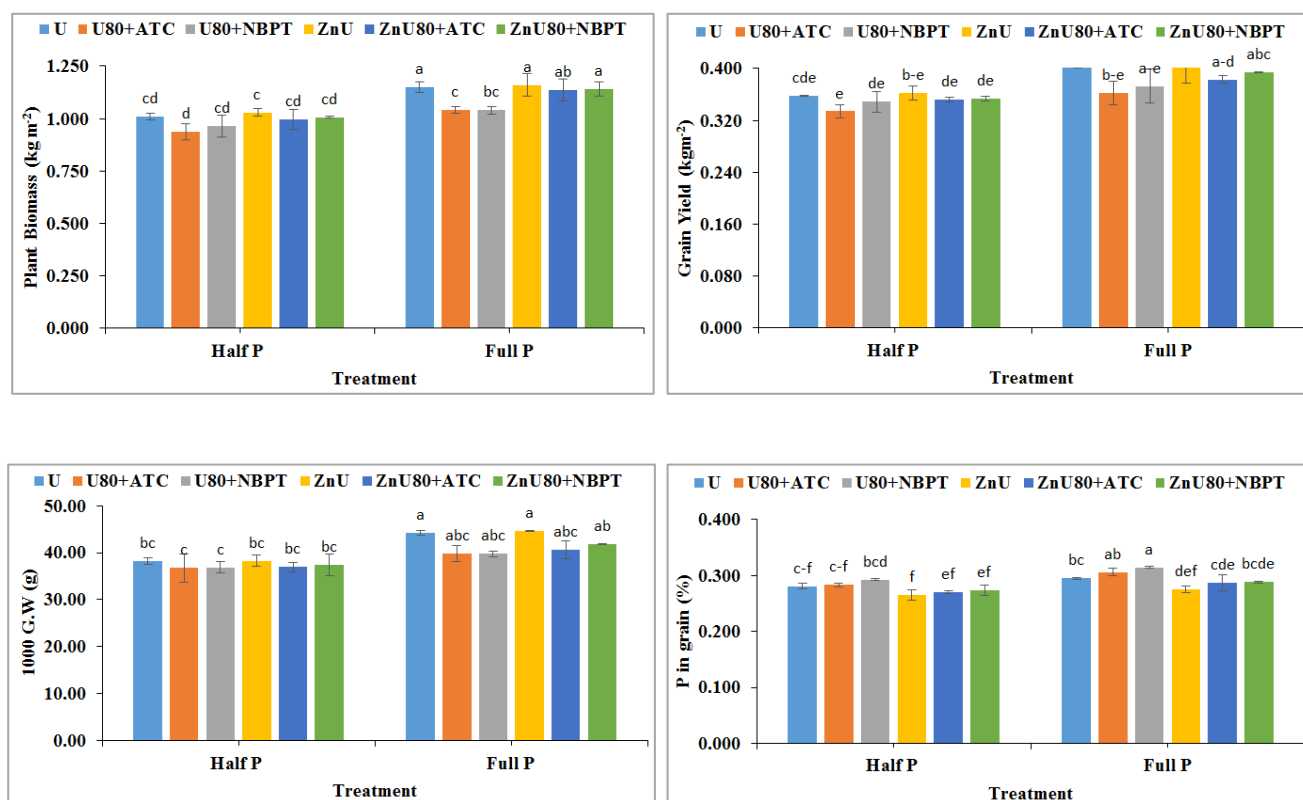 U U80+ATC U80+NBPT ZnU ZnU80+ATC ZnU80+NBPT
1.250
1.000
0.750
0.500
0.250
0.000
Plant Biomass (kg m-2)
cd d cd c cd cd
a c bc a ab a
Half P Full P
Treatment
U U80+ATC U80+NBPT ZnU ZnU80+ATC ZnU80+NBPT
0.400
0.320
0.240
0.160
0.080
0.000
Grain Yield (kgm-2)
cde e de b-e de de
b-e a-e a-d abc
Half P Full P
Treatment
U U80+ATC U80+NBPT ZnU ZnU80+ATC ZnU80+NBPT
50.00
40.00
30.00
20.00
10.00
0.00
1000 G.W (g)
bc c c bc bc bc
a abc abc a abc ab
Half P Full P
Treatment
U U80+ATC U80+NBPT ZnU ZnU80+ATC ZnU80+NBPT
0.400
0.300
0.200
0.100
0.000
P in grain (%)
c-f c-f bcd f ef ef
bc ab a def cde bcde
Half P Full P
Treatment